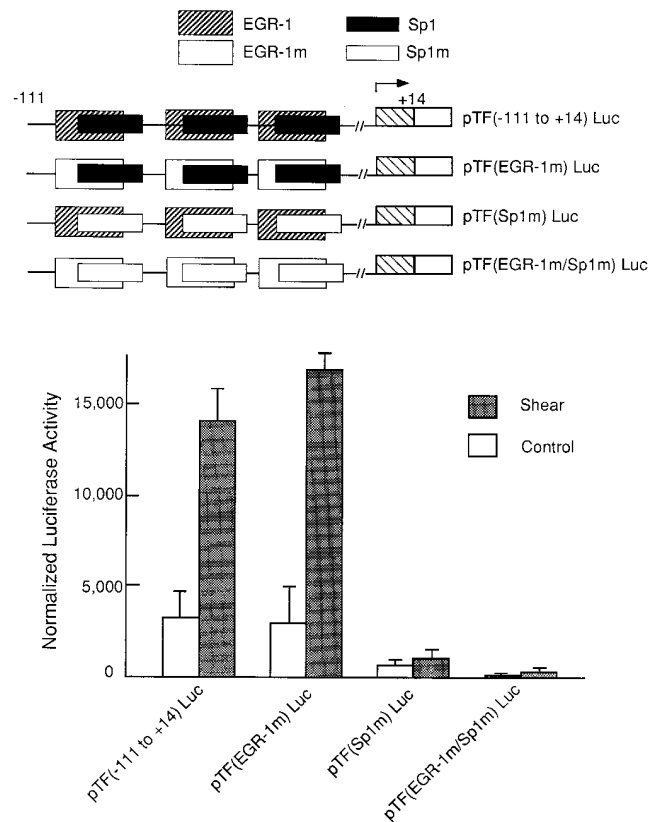 EGR-1 Sp1
EGR-1m Sp1m
-111
+14
pTF(-111 to +14) Luc
pTF(EGR-1m) Luc
pTF(Sp1m) Luc
pTF(EGR-1m/Sp1m) Luc
Normalized Luciferase Activity
15,000
10,000
5,000
0
Shear
Control
pTF(-111 to +14) Luc
pTF(EGR-1m) Luc
pTF(Sp1m) Luc
pTF(EGR-1m/Sp1m) Luc